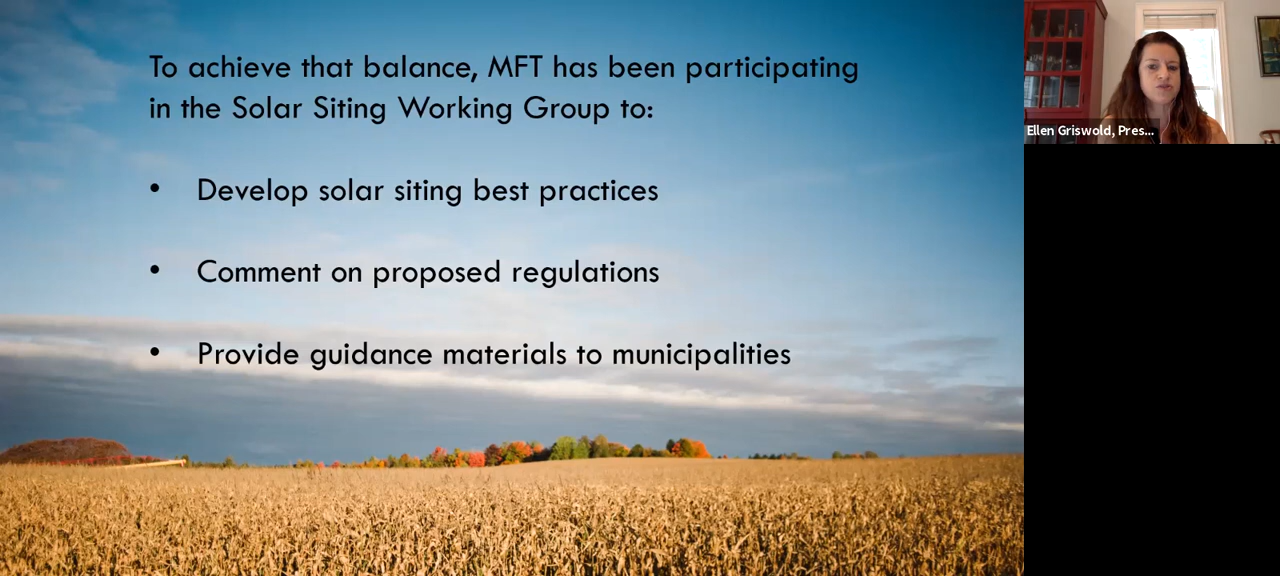 To achieve that balance, MFT has been participating
in the Solar Siting Working Group to:
• Develop solar siting best practices
• Comment on proposed regulations
• Provide guidance materials to municipalities
Ellen Griswold, Pres...